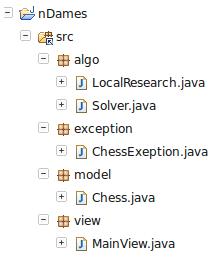 nDames
src
algo
LocalResearch.java
Solver.java
exception
ChessExeption.java
model
Chess.java
view
MainView.java